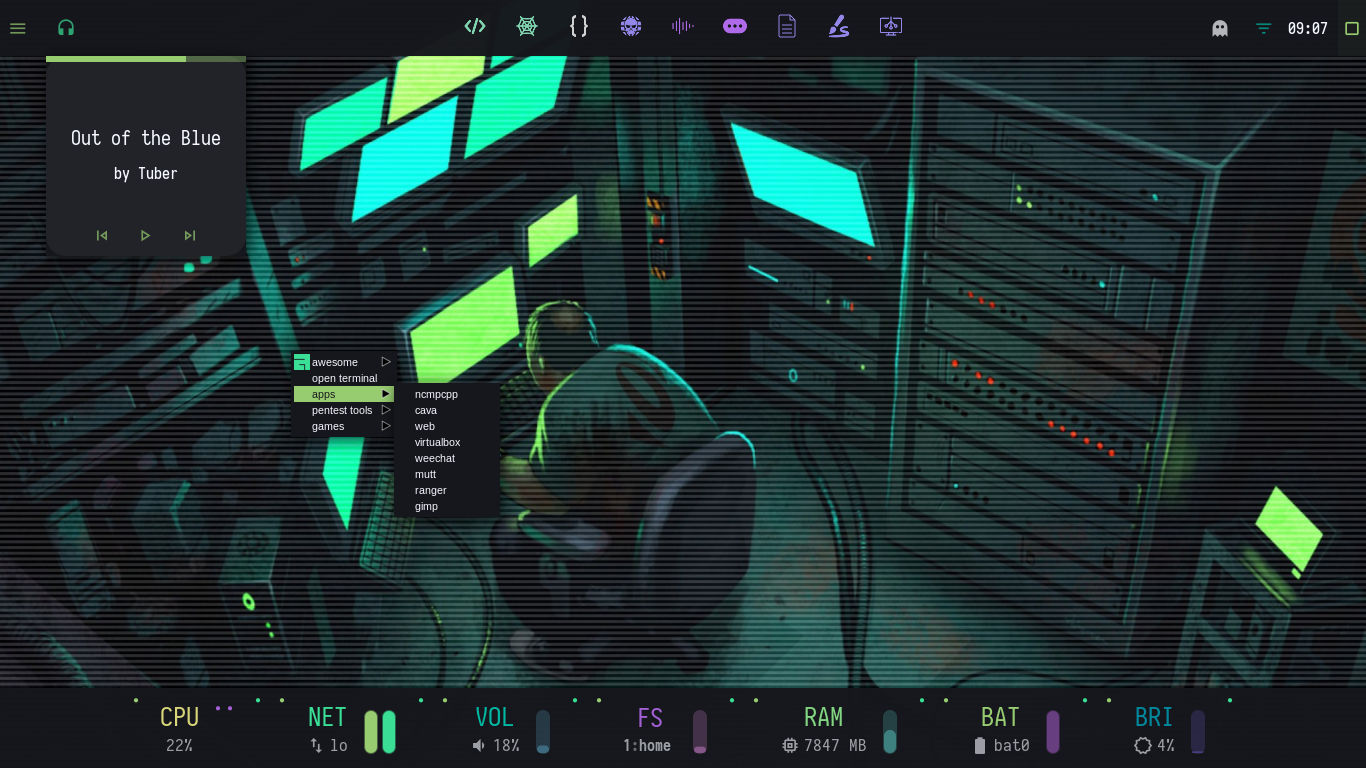 09:07
Out of the Blue
by Tuber
awesome
open terminal
apps
pentest tools
games
ncmpcpp
cava
web
virtualbox
weechat
mutt
ranger
gimp
CPU
22%
NET
lo
VOL
18%
FS
1:home
RAM
7847 MB
BAT
bat0
BRI
4%